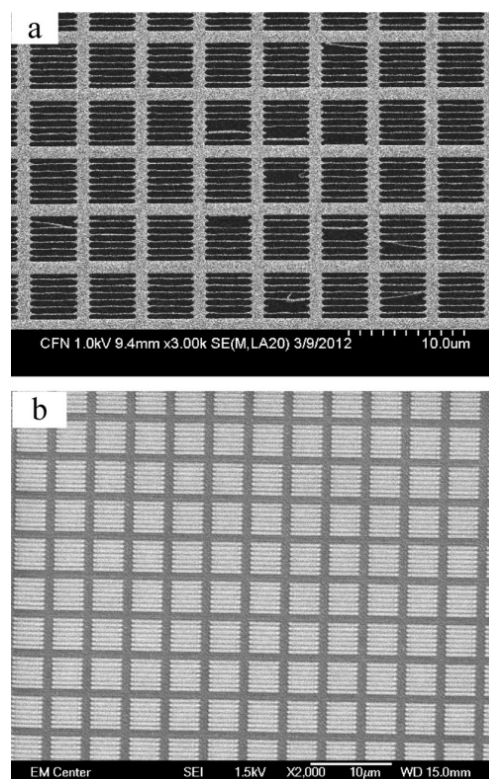 a
CFN 1.0kV 9.4mm x3.00k SE(M,LA20) 3/9/2012 10.0um
b
EM Center SEI 1.5kV X2,000 10μm WD 15.0mm